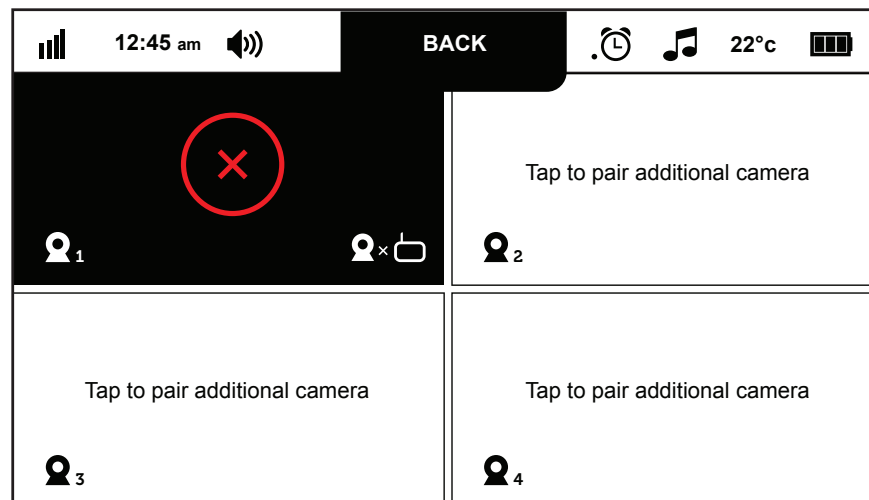 12:45 am
BACK
22°c
Tap to pair additional camera
1
2
Tap to pair additional camera
Tap to pair additional camera
3
4